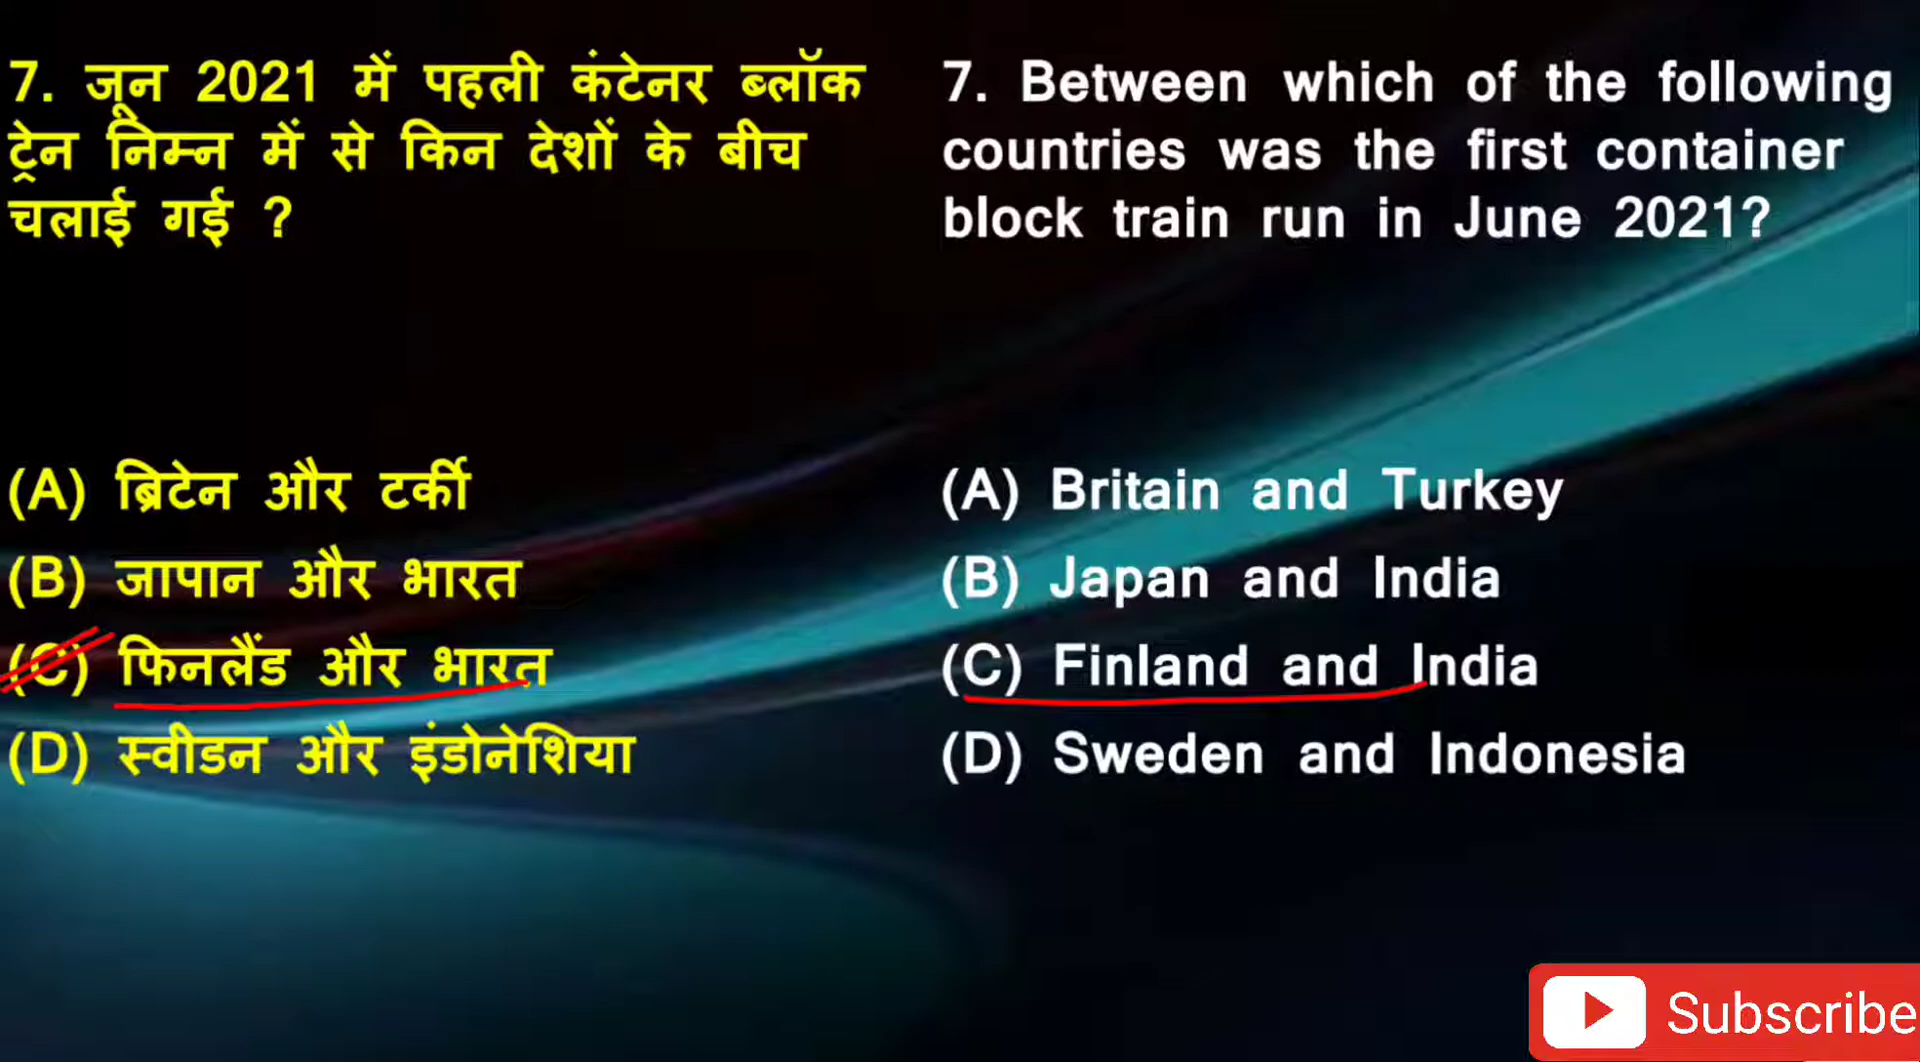 7. जून 2021 में पहली कंटेनर ब्लॉक
ट्रेन निम्न में से किन देशों के बीच
चलाई गई ?
(A) ब्रिटेन और टर्की
(B) जापान और भारत
(C) फिनलैंड और भारत
(D) स्वीडन और इंडोनेशिया
7. Between which of the following
countries was the first container
block train run in June 2021?
(A) Britain and Turkey
(B) Japan and India
(C) Finland and India
(D) Sweden and Indonesia
Subscribe